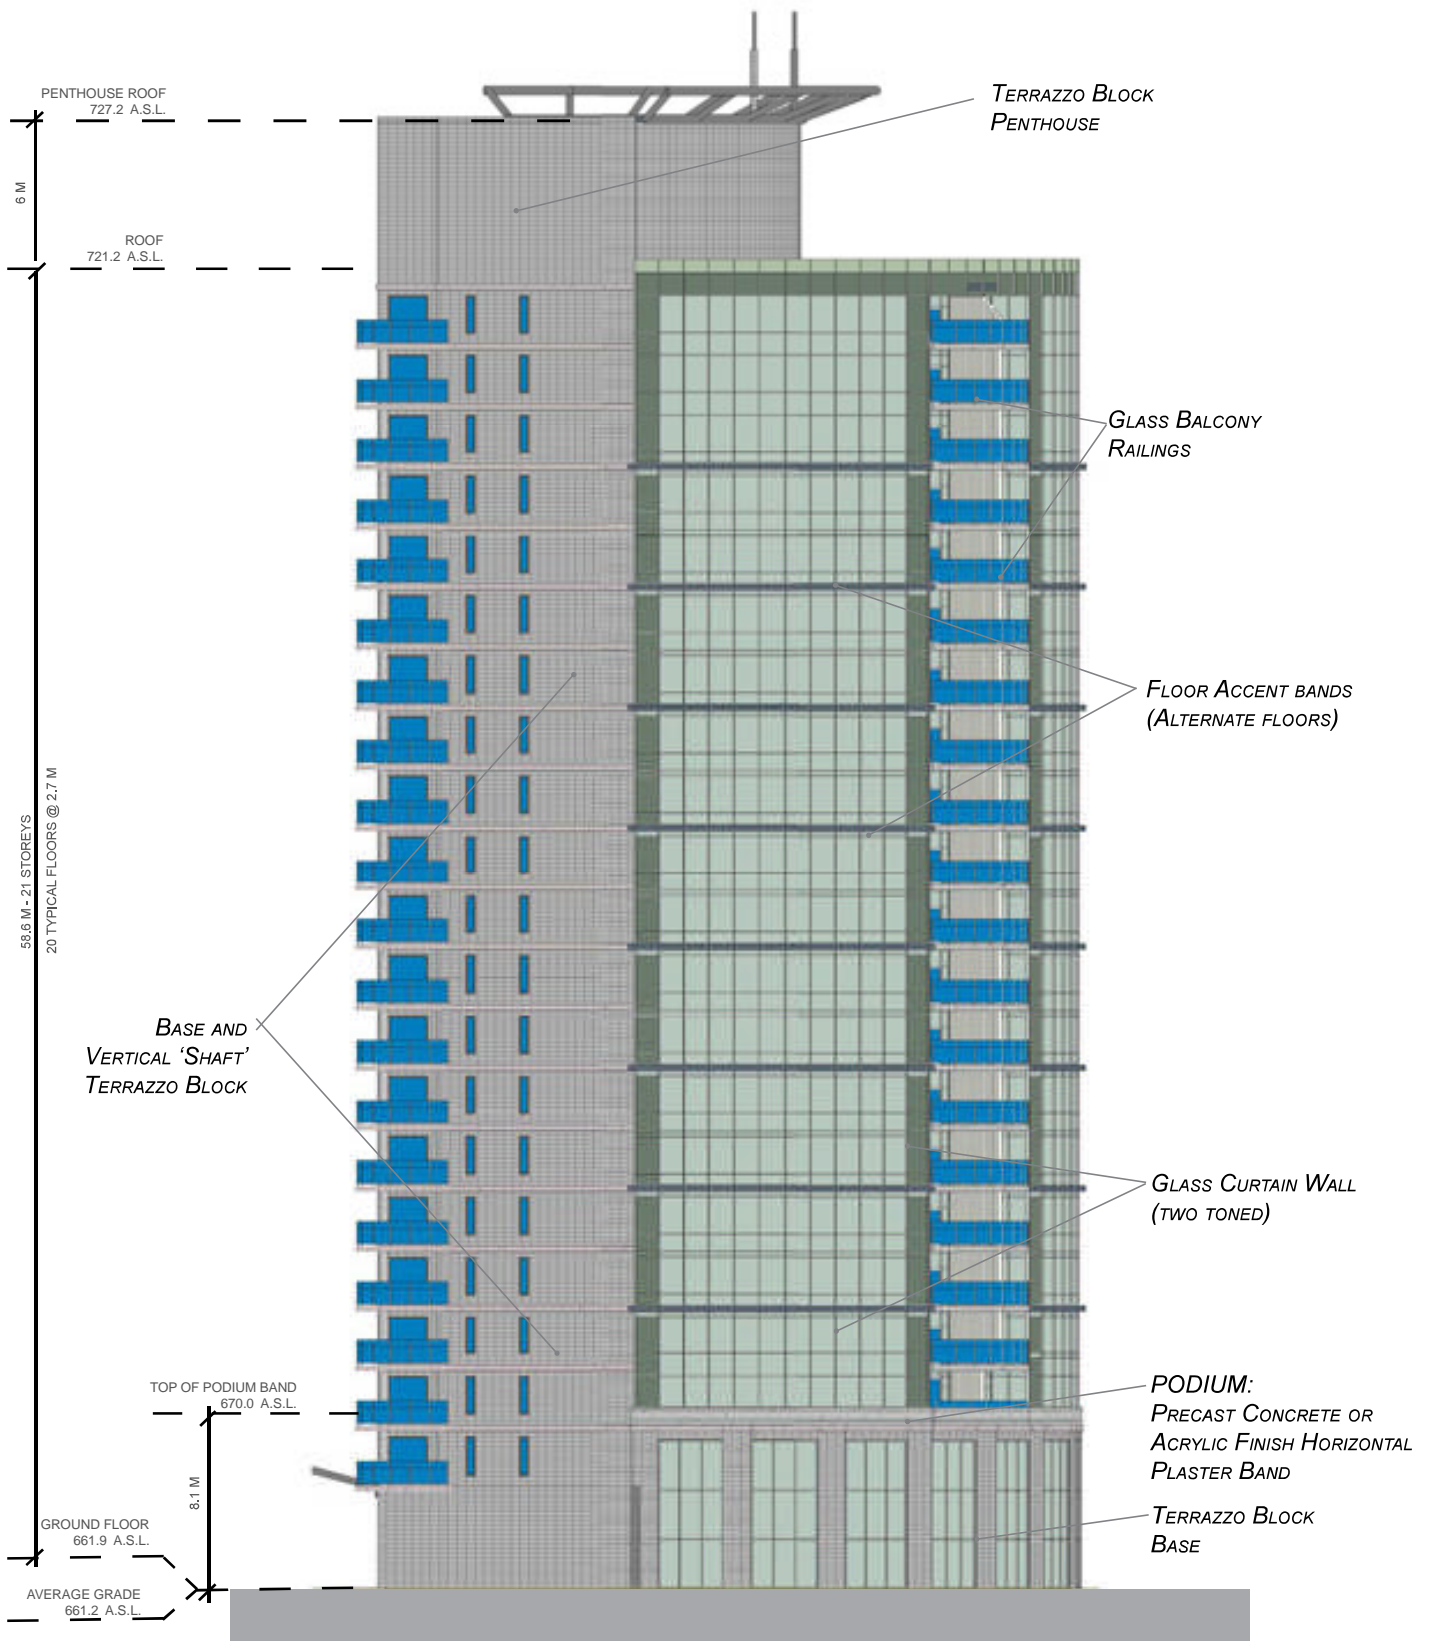 PENTHOUSE ROOF
727.2 A.S.L.
TERRAZZO BLOCK
PENTHOUSE
6 M
ROOF
721.2 A.S.L.
GLASS BALCONY
RAILINGS
FLOOR ACCENT BANDS
(ALTERNATE FLOORS)
58.6 M - 21 STOREYS
20 TYPICAL FLOORS @ 2.7 M
BASE AND
VERTICAL ‘SHAFT’
TERRAZZO BLOCK
GLASS CURTAIN WALL
(TWO TONED)
TOP OF PODIUM BAND
670.0 A.S.L.
PODIUM:
PRECAST CONCRETE OR
ACRYLIC FINISH HORIZONTAL
PLASTER BAND
8.1 M
TERRAZZO BLOCK
BASE
GROUND FLOOR
661.9 A.S.L.
AVERAGE GRADE
661.2 A.S.L.